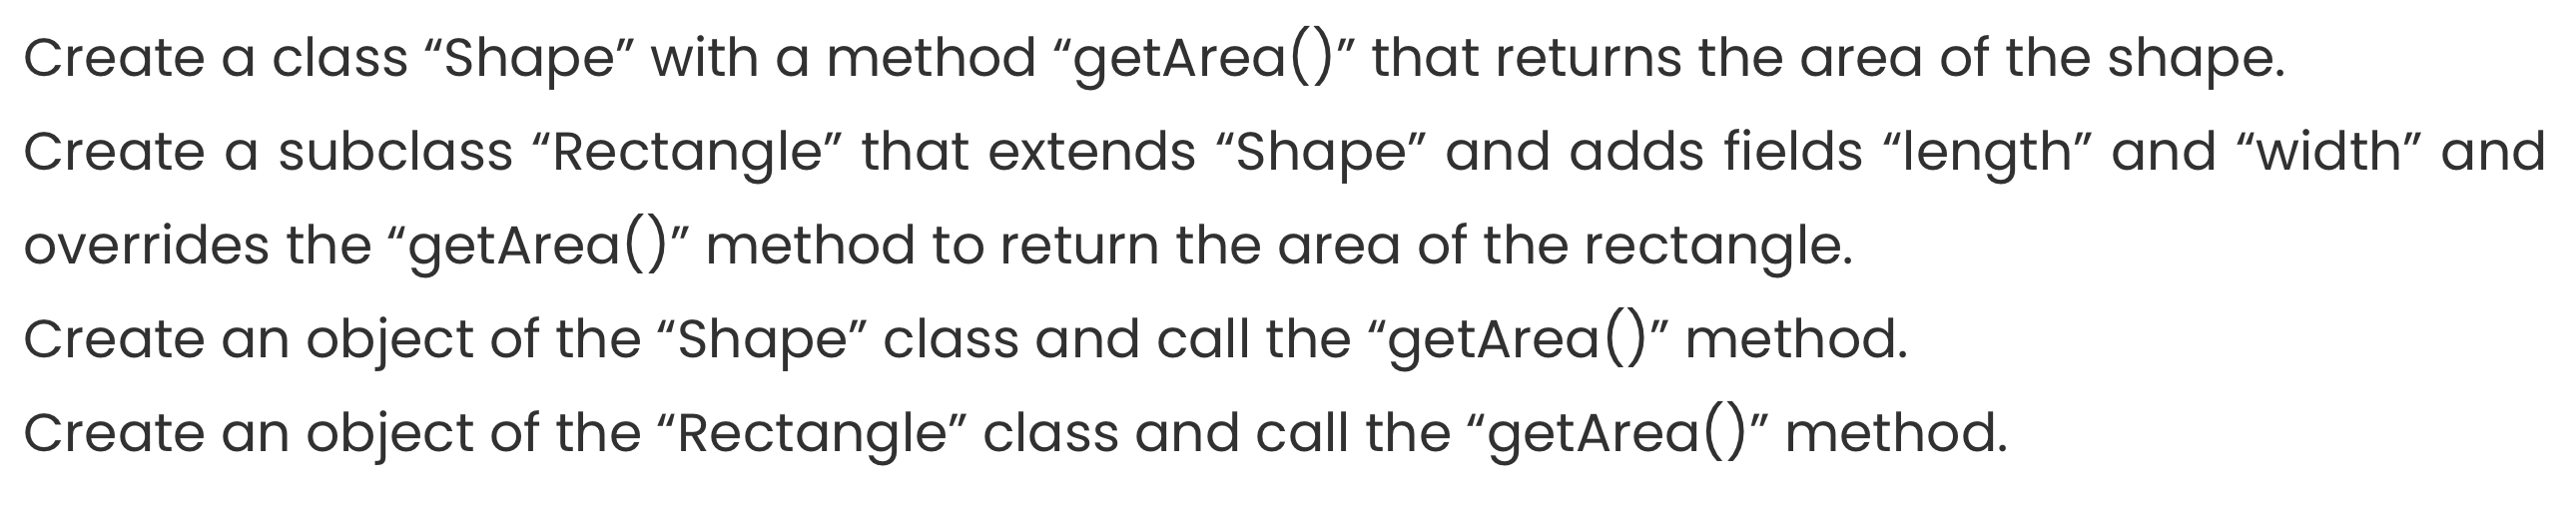 Create a class “Shape” with a method “getArea()” that returns the area of the shape.
Create a subclass “Rectangle” that extends “Shape” and adds fields “length” and “width” and
overrides the “getArea()” method to return the area of the rectangle.
Create an object of the “Shape” class and call the “getArea()” method.
Create an object of the “Rectangle” class and call the “getArea()” method.